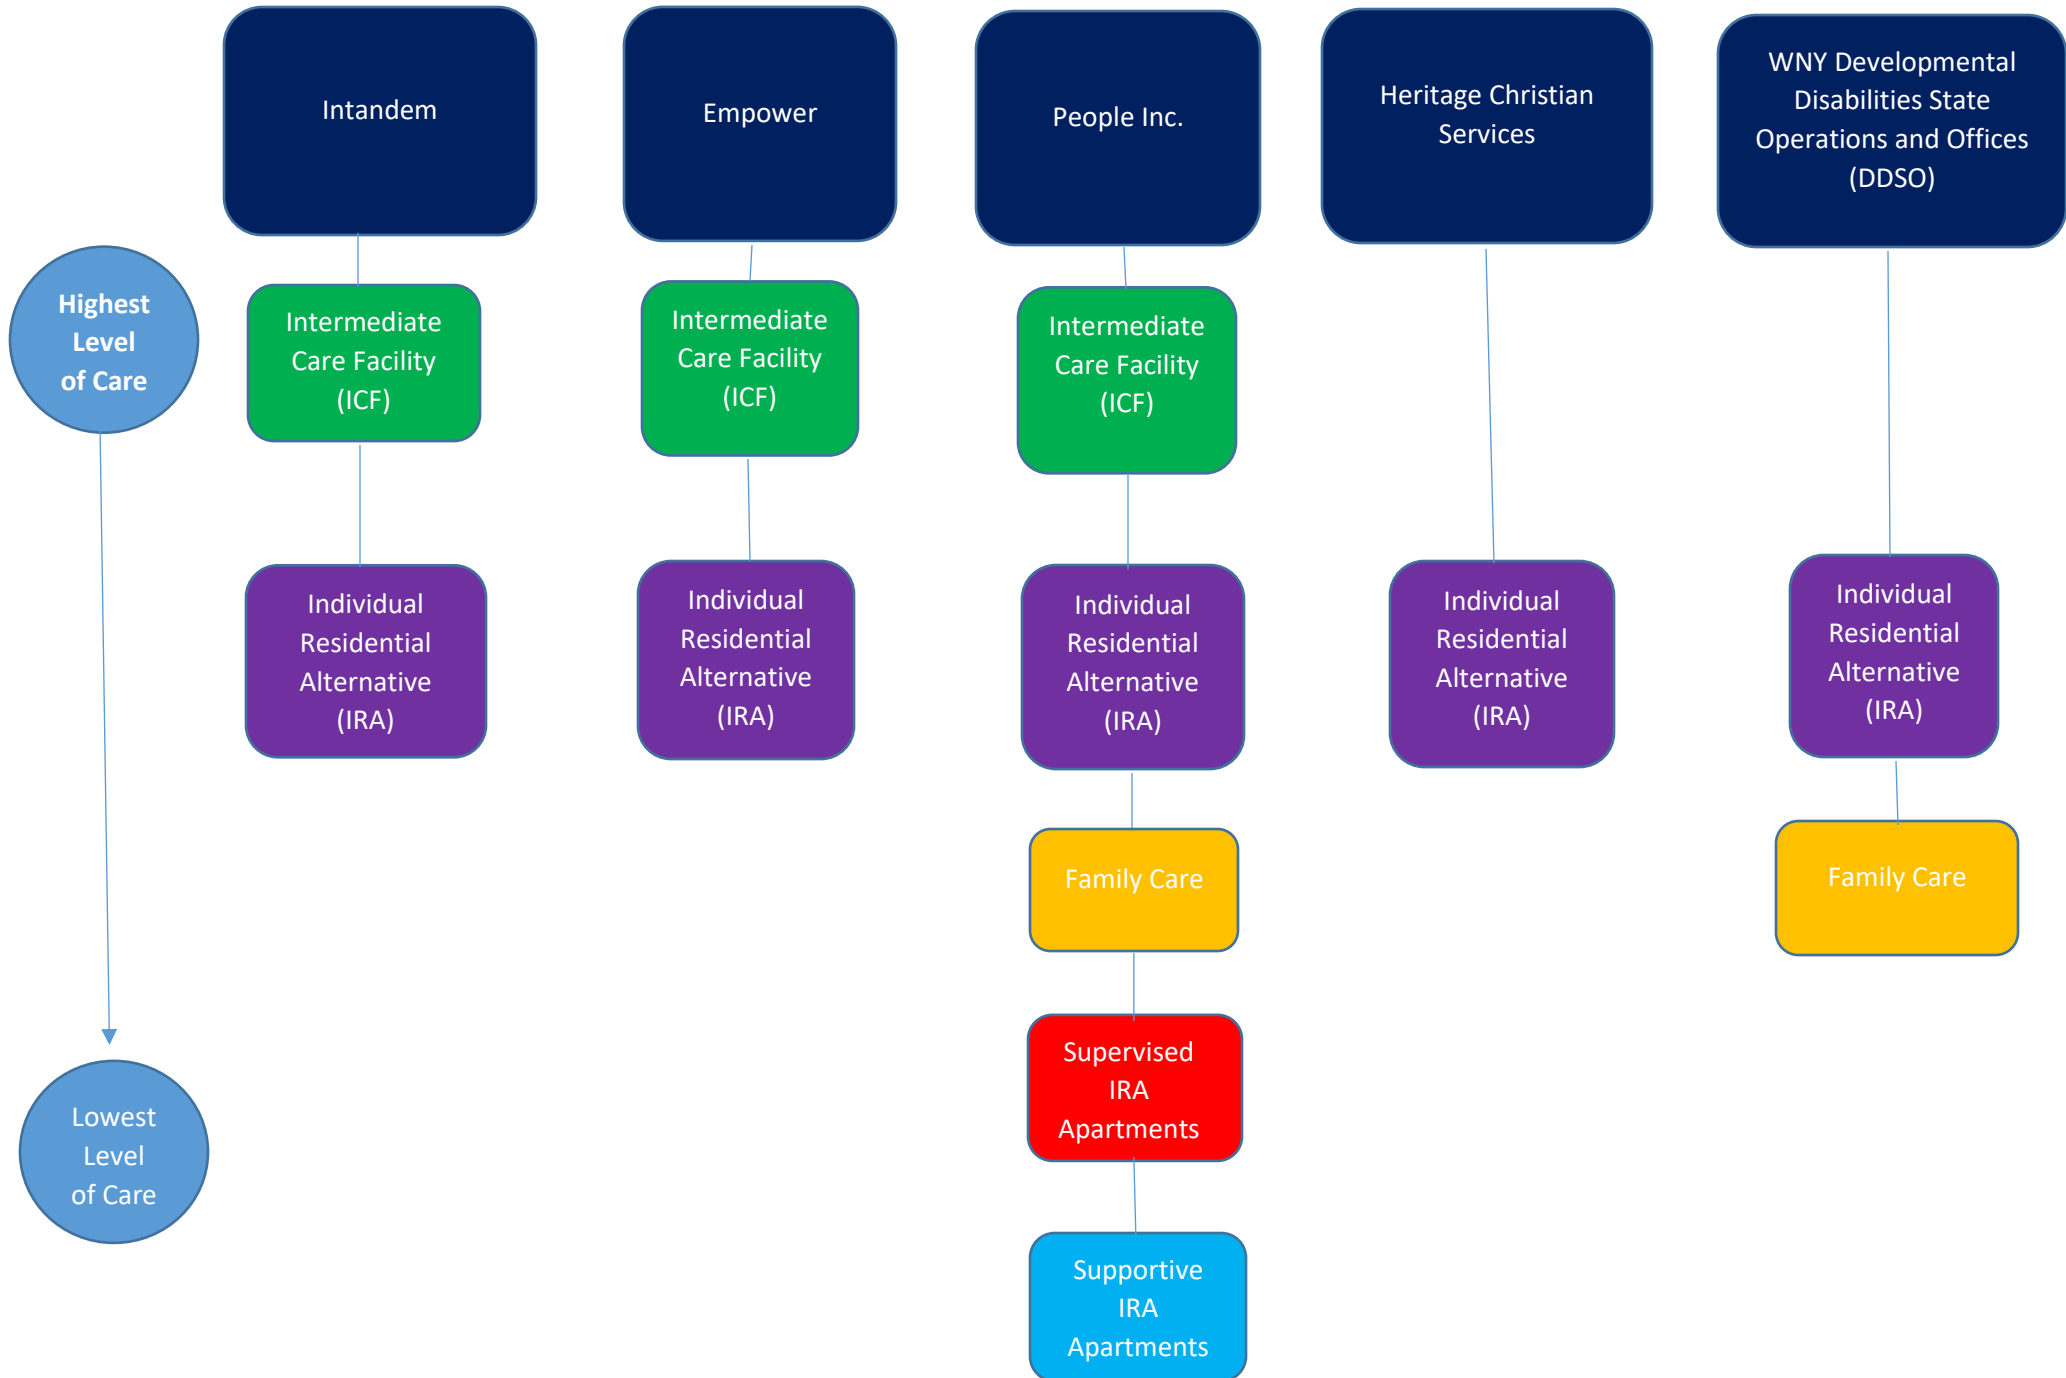 Intandem
Empower
People Inc.
Heritage Christian
Services
WNY Developmental
Disabilities State
Operations and Offices
(DDSO)
Highest
Level
of Care
Intermediate
Care Facility
(ICF)
Intermediate
Care Facility
(ICF)
Intermediate
Care Facility
(ICF)
Individual
Residential
Alternative
(IRA)
Individual
Residential
Alternative
(IRA)
Individual
Residential
Alternative
(IRA)
Individual
Residential
Alternative
(IRA)
Individual
Residential
Alternative
(IRA)
Family Care
Family Care
Lowest
Level
of Care
Supervised
IRA
Apartments
Supportive
IRA
Apartments